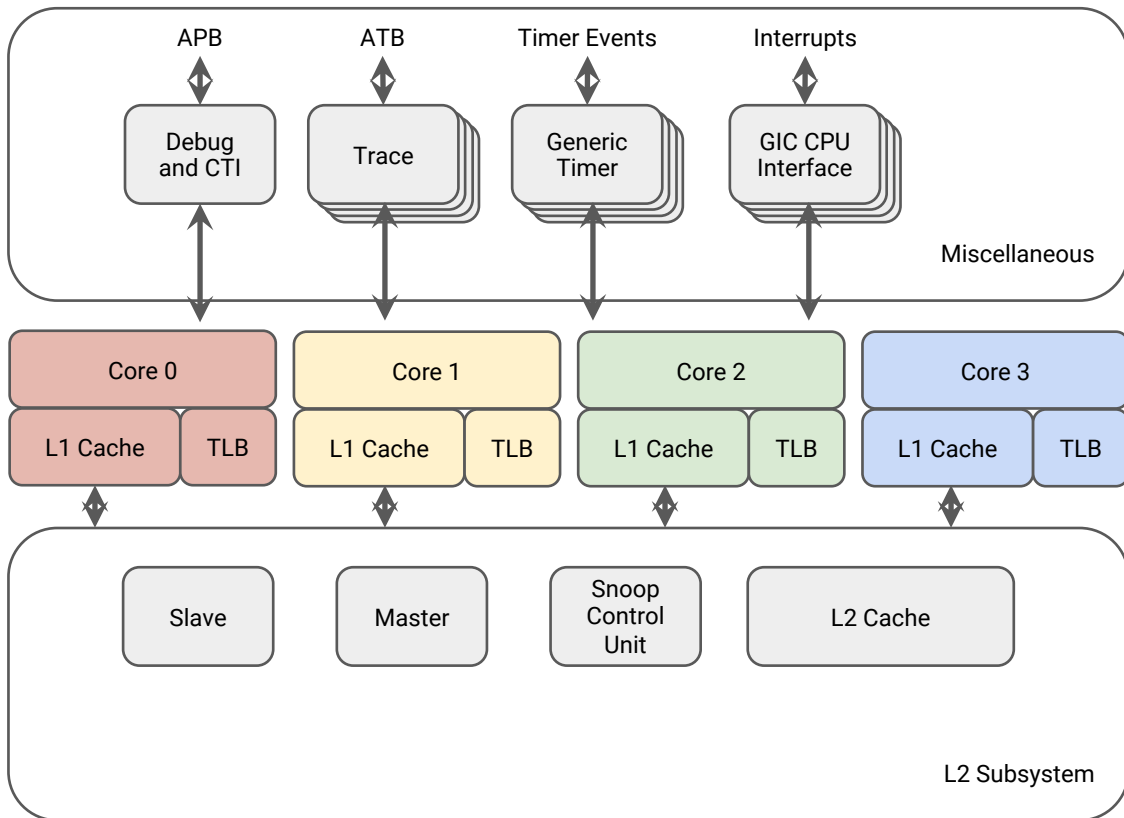 APB
ATB
Timer Events
Interrupts
Debug
and CTI
Trace
Generic
Timer
GIC CPU
Interface
Miscellaneous
Core 0
Core 1
Core 2
Core 3
L1 Cache
TLB
L1 Cache
TLB
L1 Cache
TLB
L1 Cache
TLB
Slave
Master
Snoop
Control
Unit
L2 Cache
L2 Subsystem